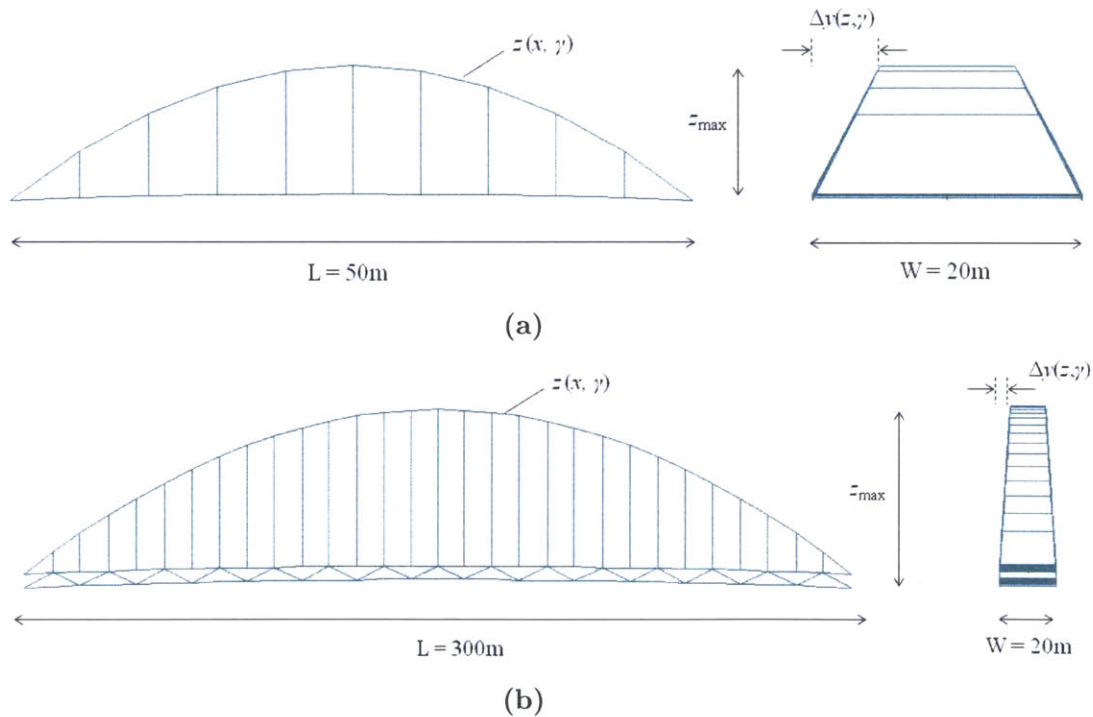 Δy(z,γ)
z(x, γ)
z_max
L = 50m
W = 20m
(a)
Δy(z,γ)
z(x, γ)
z_max
L = 300m
W = 20m
(b)